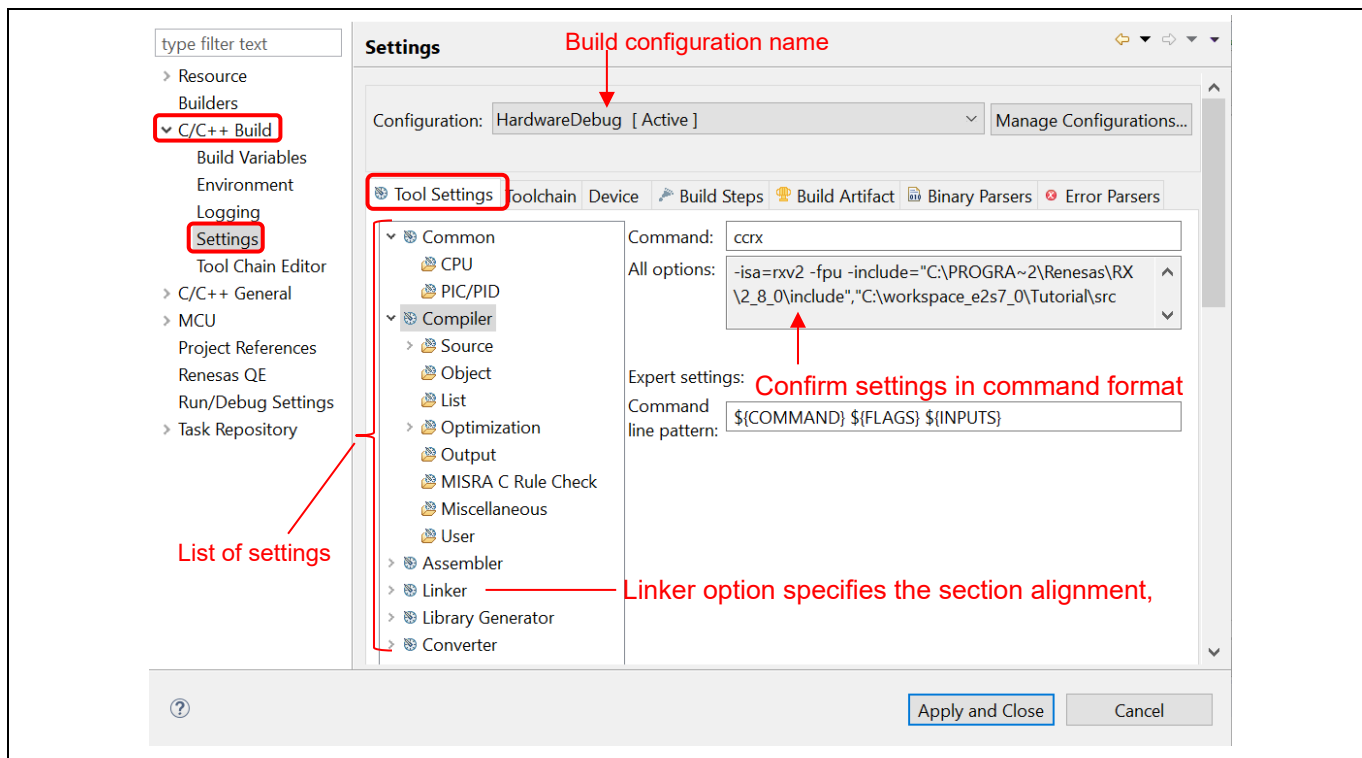 type filter text
Settings
Build configuration name
Resource
Builders
C/C++ Build
Build Variables
Environment
Logging
Settings
Tool Chain Editor
C/C++ General
MCU
Project References
Renesas QE
Run/Debug Settings
Task Repository
List of settings
Configuration: HardwareDebug [ Active ] Manage Configurations...
Tool Settings Toolchain Device Build Steps Build Artifact Binary Parsers Error Parsers
Common
CPU
PIC/PID
Compiler
Source
Object
List
Optimization
Output
MISRA C Rule Check
Miscellaneous
User
Assembler
Linker
Library Generator
Converter
Command: ccrx
All options: -isa=rxv2 -fpu -include="C:\PROGRA~2\Renesas\RX
\2_8_0\include","C:\workspace_e2s7_0\Tutorial\src
Confirm settings in command format
Expert settings:
Command
line pattern: ${COMMAND} ${FLAGS} ${INPUTS}
Linker option specifies the section alignment,
Apply and Close Cancel